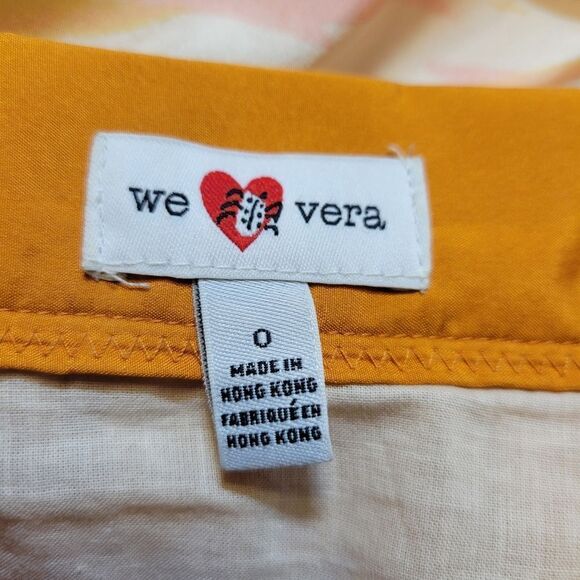 we vera
0
MADE IN
HONG KONG
FABRIQUÉ EN
HONG KONG